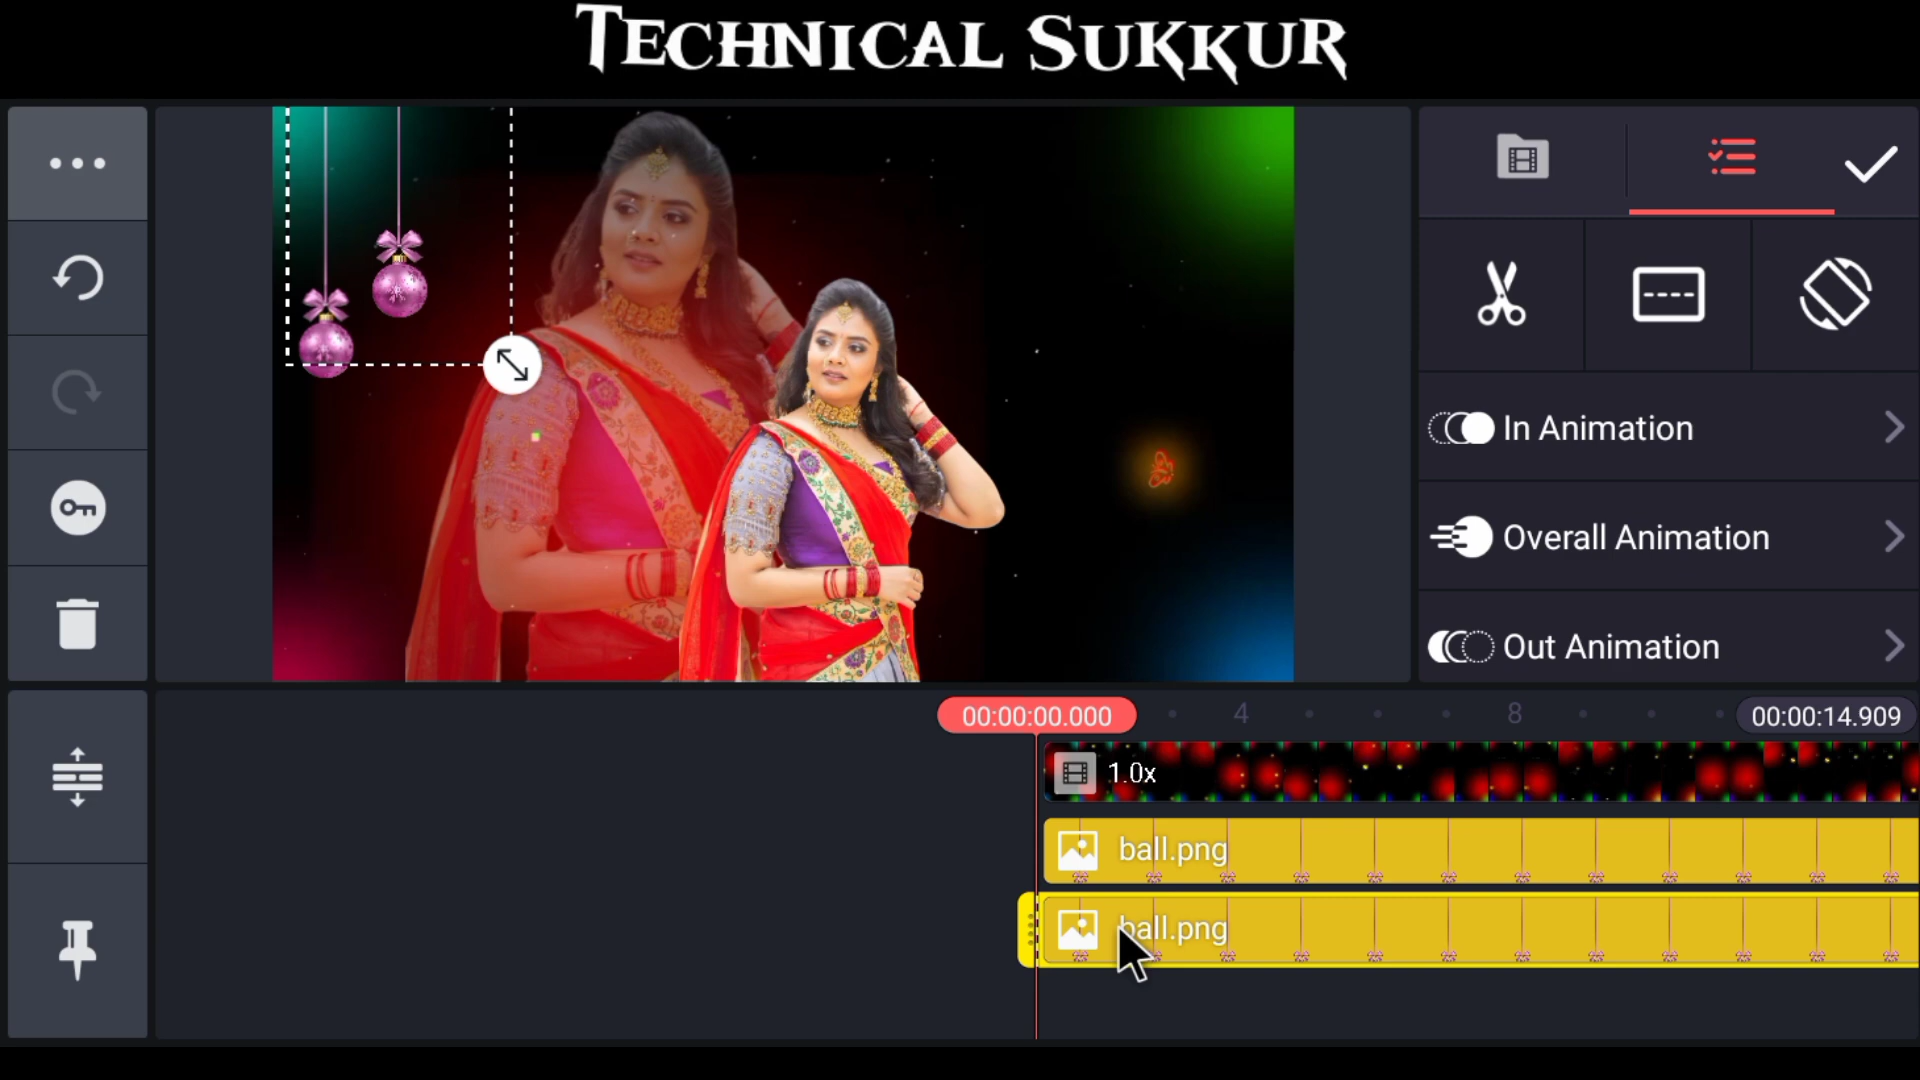 TECHNICAL SUKKUR
In Animation
Overall Animation
Out Animation
00:00:00.000
4
8
00:00:14.909
1.0x
ball.png
ball.png